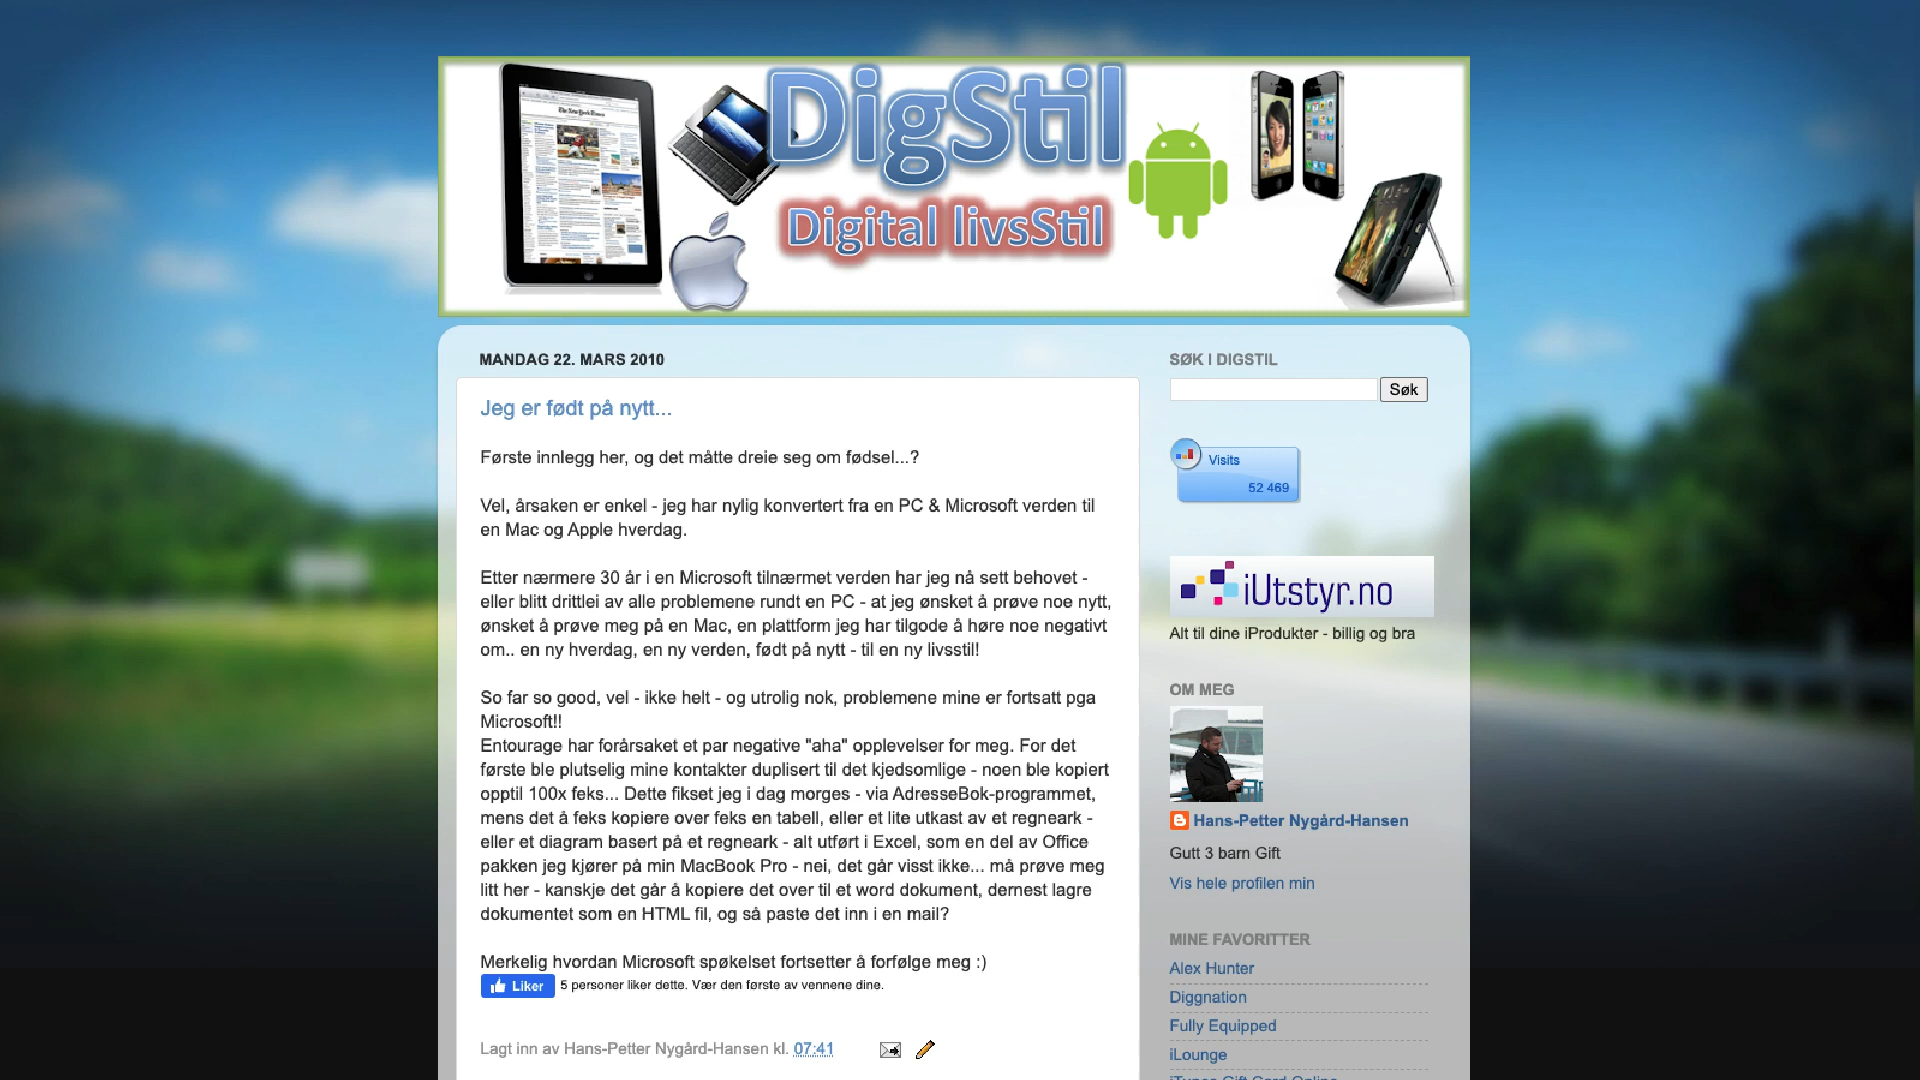 The New York Times
DigStil
Digital livsStil
MANDAG 22. MARS 2010
Jeg er født på nytt...
Første innlegg her, og det måtte dreie seg om fødsel...?
Vel, årsaken er enkel - jeg har nylig konvertert fra en PC & Microsoft verden til
en Mac og Apple hverdag.
Etter nærmere 30 år i en Microsoft tilnærmet verden har jeg nå sett behovet -
eller blitt drittlei av alle problemene rundt en PC - at jeg ønsket å prøve noe nytt,
ønsket å prøve meg på en Mac, en plattform jeg har tilgode å høre noe negativt
om.. en ny hverdag, en ny verden, født på nytt - til en ny livsstil!
So far so good, vel - ikke helt - og utrolig nok, problemene mine er fortsatt pga
Microsoft!!
Entourage har forårsaket et par negative "aha" opplevelser for meg. For det
første ble plutselig mine kontakter duplisert til det kjedsomlige - noen ble kopiert
opptil 100x feks... Dette fikset jeg i dag morges - via AdresseBok-programmet,
mens det å feks kopiere over feks en tabell, eller et lite utkast av et regneark -
eller et diagram basert på et regneark - alt utført i Excel, som en del av Office
pakken jeg kjører på min MacBook Pro - nei, det går visst ikke... må prøve meg
litt her - kanskje det går å kopiere det over til et word dokument, dernest lagre
dokumentet som en HTML fil, og så paste det inn i en mail?
Merkelig hvordan Microsoft spøkelset fortsetter å forfølge meg :)
Liker 5 personer liker dette. Vær den første av vennene dine.
Lagt inn av Hans-Petter Nygård-Hansen kl. 07:41
SØK I DIGSTIL
Søk
Visits
52 469
iUtstyr.no
Alt til dine iProdukter - billig og bra
OM MEG
Hans-Petter Nygård-Hansen
Gutt 3 barn Gift
Vis hele profilen min
MINE FAVORITTER
Alex Hunter
Diggnation
Fully Equipped
iLounge
iTunes Gift Card Online